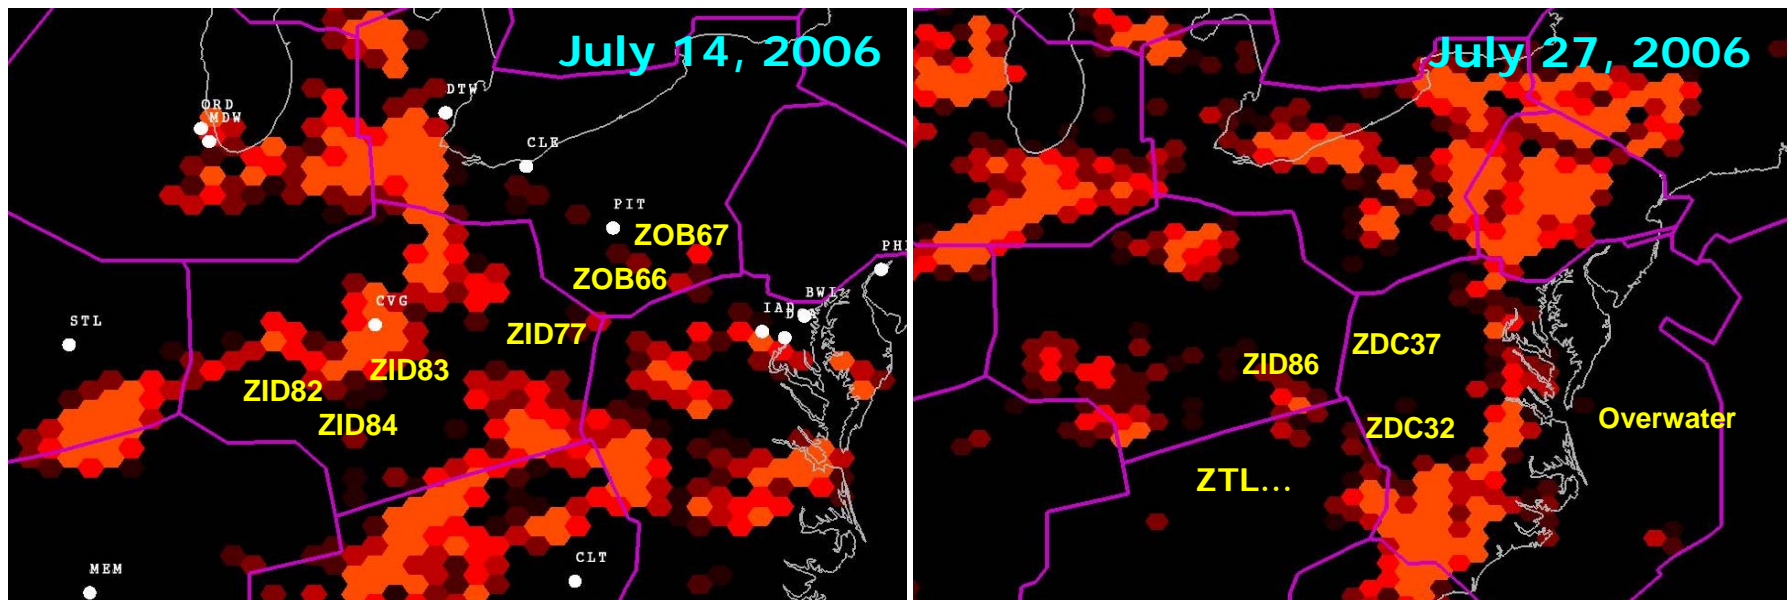 July 14, 2006
DTW
ORD
MDW
CLE
PIT
ZOB67
PH
ZOB66
BWI
IAD
CVG
STL
ZID77
ZID83
ZID82
ZID84
CLT
MEM
July 27, 2006
ZDC37
ZID86
Overwater
ZDC32
ZTL...